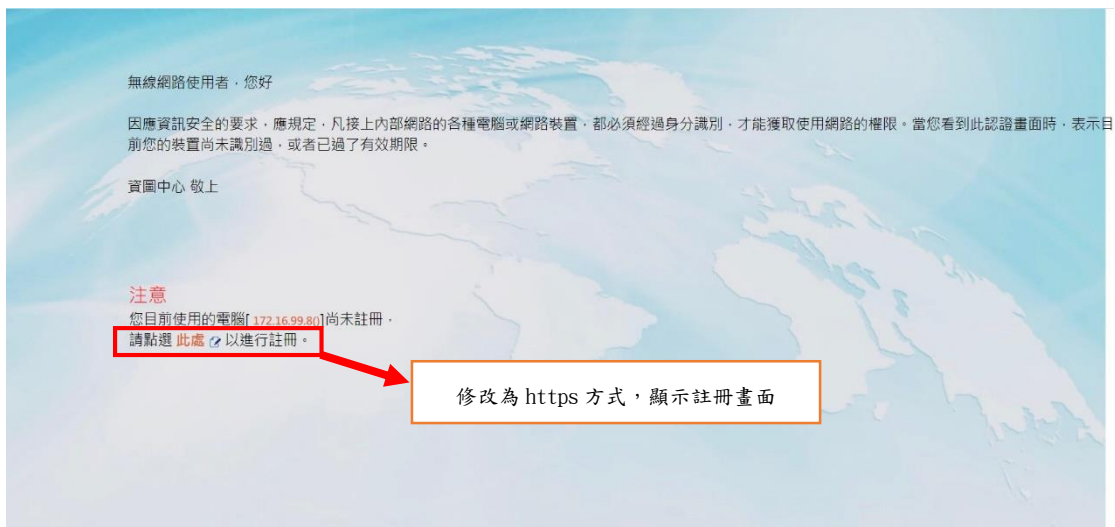 無線網路使用者，您好
因應資訊安全的要求，應規定，凡接上內部網路的各種電腦或網路裝置，都必須經過身分識別，才能獲取使用網路的權限。當您看到此認證畫面時，表示目
前您的裝置尚未識別過，或者已過了有效期限。
資圖中心 敬上
注意
您目前使用的電腦[ 172.16.99.80]尚未註冊，
請點選 此處 以進行註冊。
修改為 https 方式，顯示註冊畫面